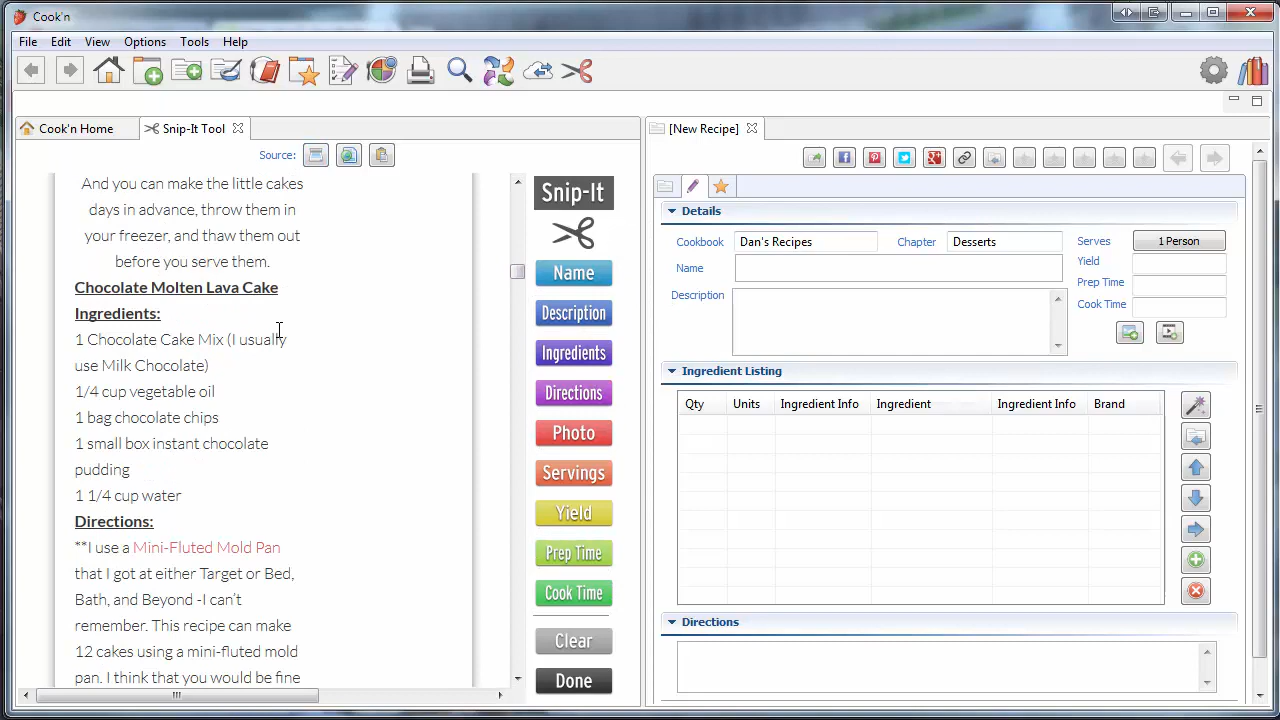 Cook'n
File Edit View Options Tools Help
Cook'n Home
Snip-It Tool
[New Recipe]
Source:
And you can make the little cakes
days in advance, throw them in
your freezer, and thaw them out
before you serve them.
Chocolate Molten Lava Cake
Ingredients:
1 Chocolate Cake Mix (I usually
use Milk Chocolate)
1/4 cup vegetable oil
1 bag chocolate chips
1 small box instant chocolate
pudding
1 1/4 cup water
Directions:
**I use a Mini-Fluted Mold Pan
that I got at either Target or Bed,
Bath, and Beyond -I can't
remember. This recipe can make
12 cakes using a mini-fluted mold
pan. I think that you would be fine
Snip-It
Name
Description
Ingredients
Directions
Photo
Servings
Yield
Prep Time
Cook Time
Clear
Done
Details
Cookbook Dan's Recipes Chapter Desserts Serves 1 Person
Yield
Name
Prep Time
Description
Cook Time
Ingredient Listing
Qty Units Ingredient Info Ingredient Ingredient Info Brand
Directions